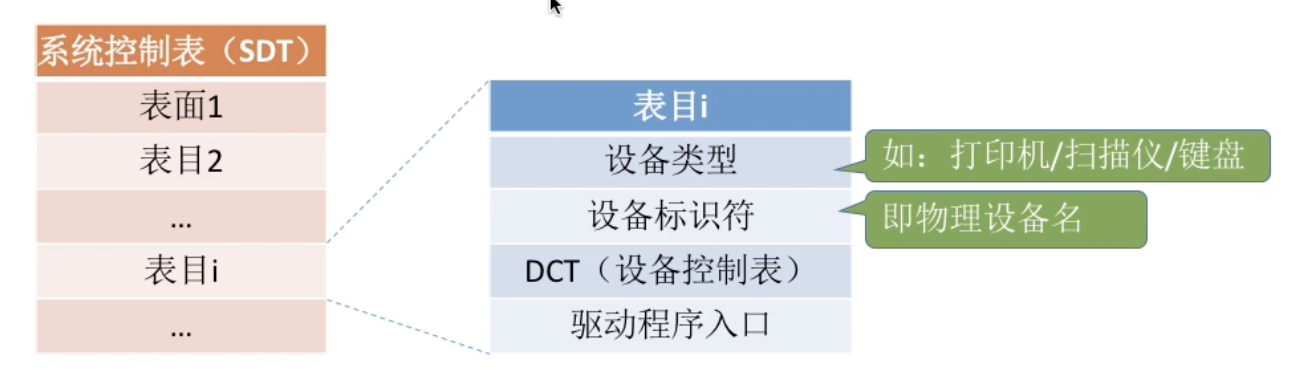 系统控制表（SDT）
表面1
表目2
...
表目i
...
表目i
设备类型
设备标识符
DCT（设备控制表）
驱动程序入口
如：打印机/扫描仪/键盘
即物理设备名